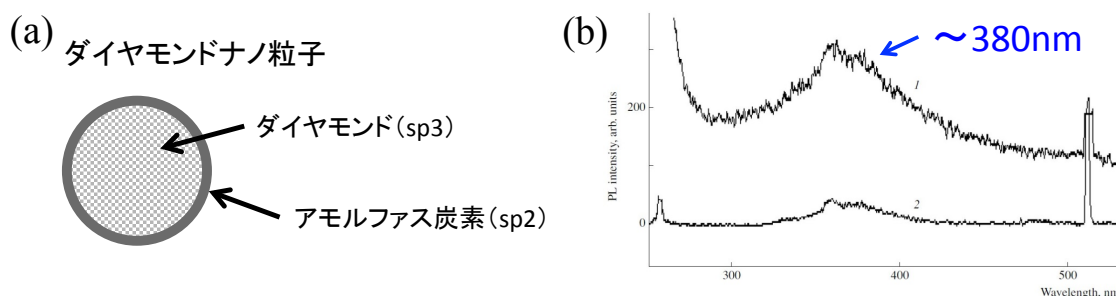 (a)
ダイヤモンドナノ粒子
ダイヤモンド(sp3)
アモルファス炭素(sp2)
(b)
～380nm
1
200
PL intensity, arb. units
2
0
300
400
500
Wavelength, nm